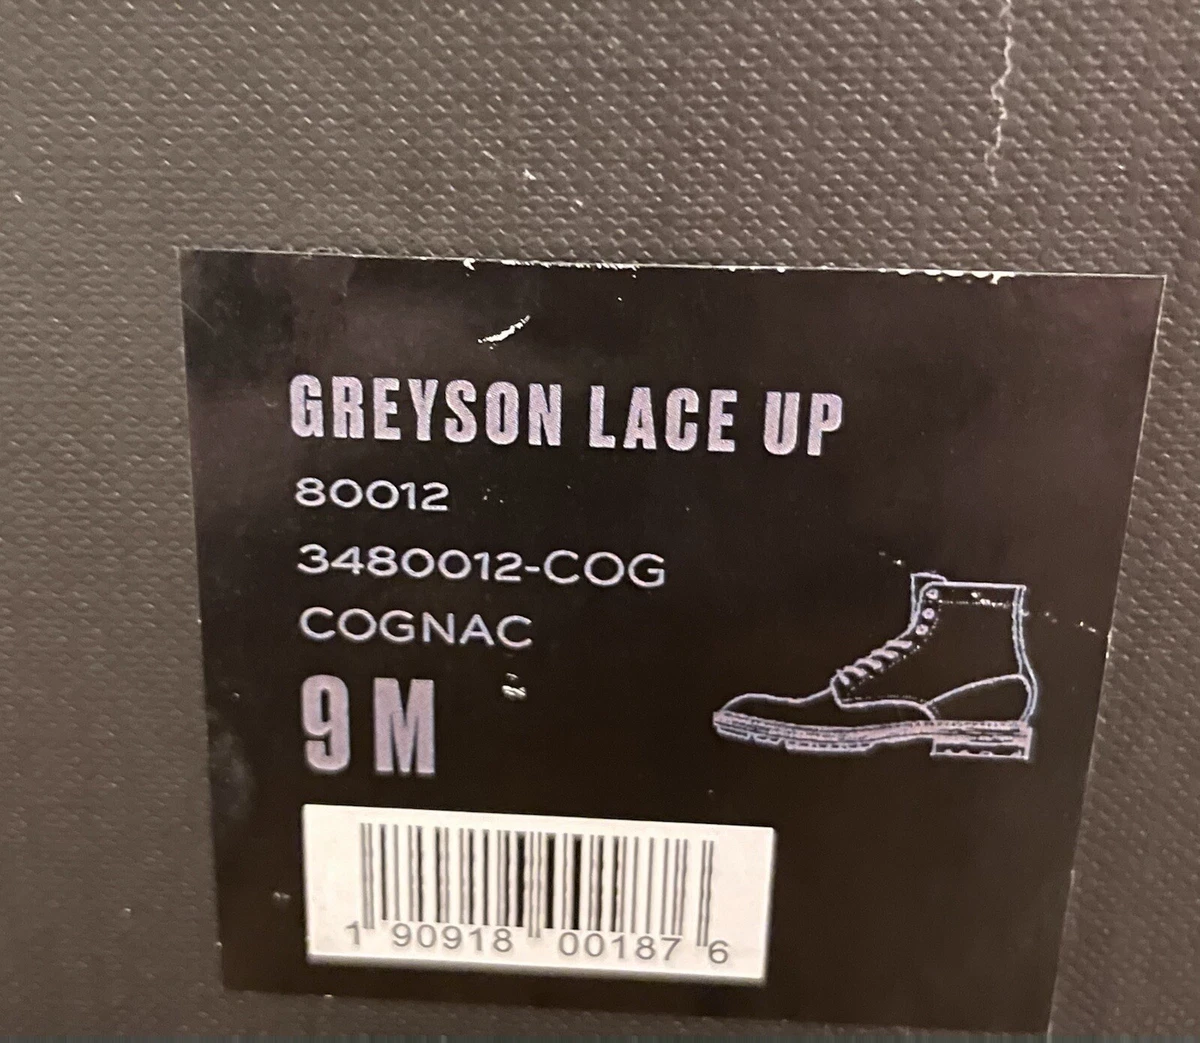 GREYSON LACE UP
80012
3480012-COG
COGNAC
9 M
1 90918 00187 6